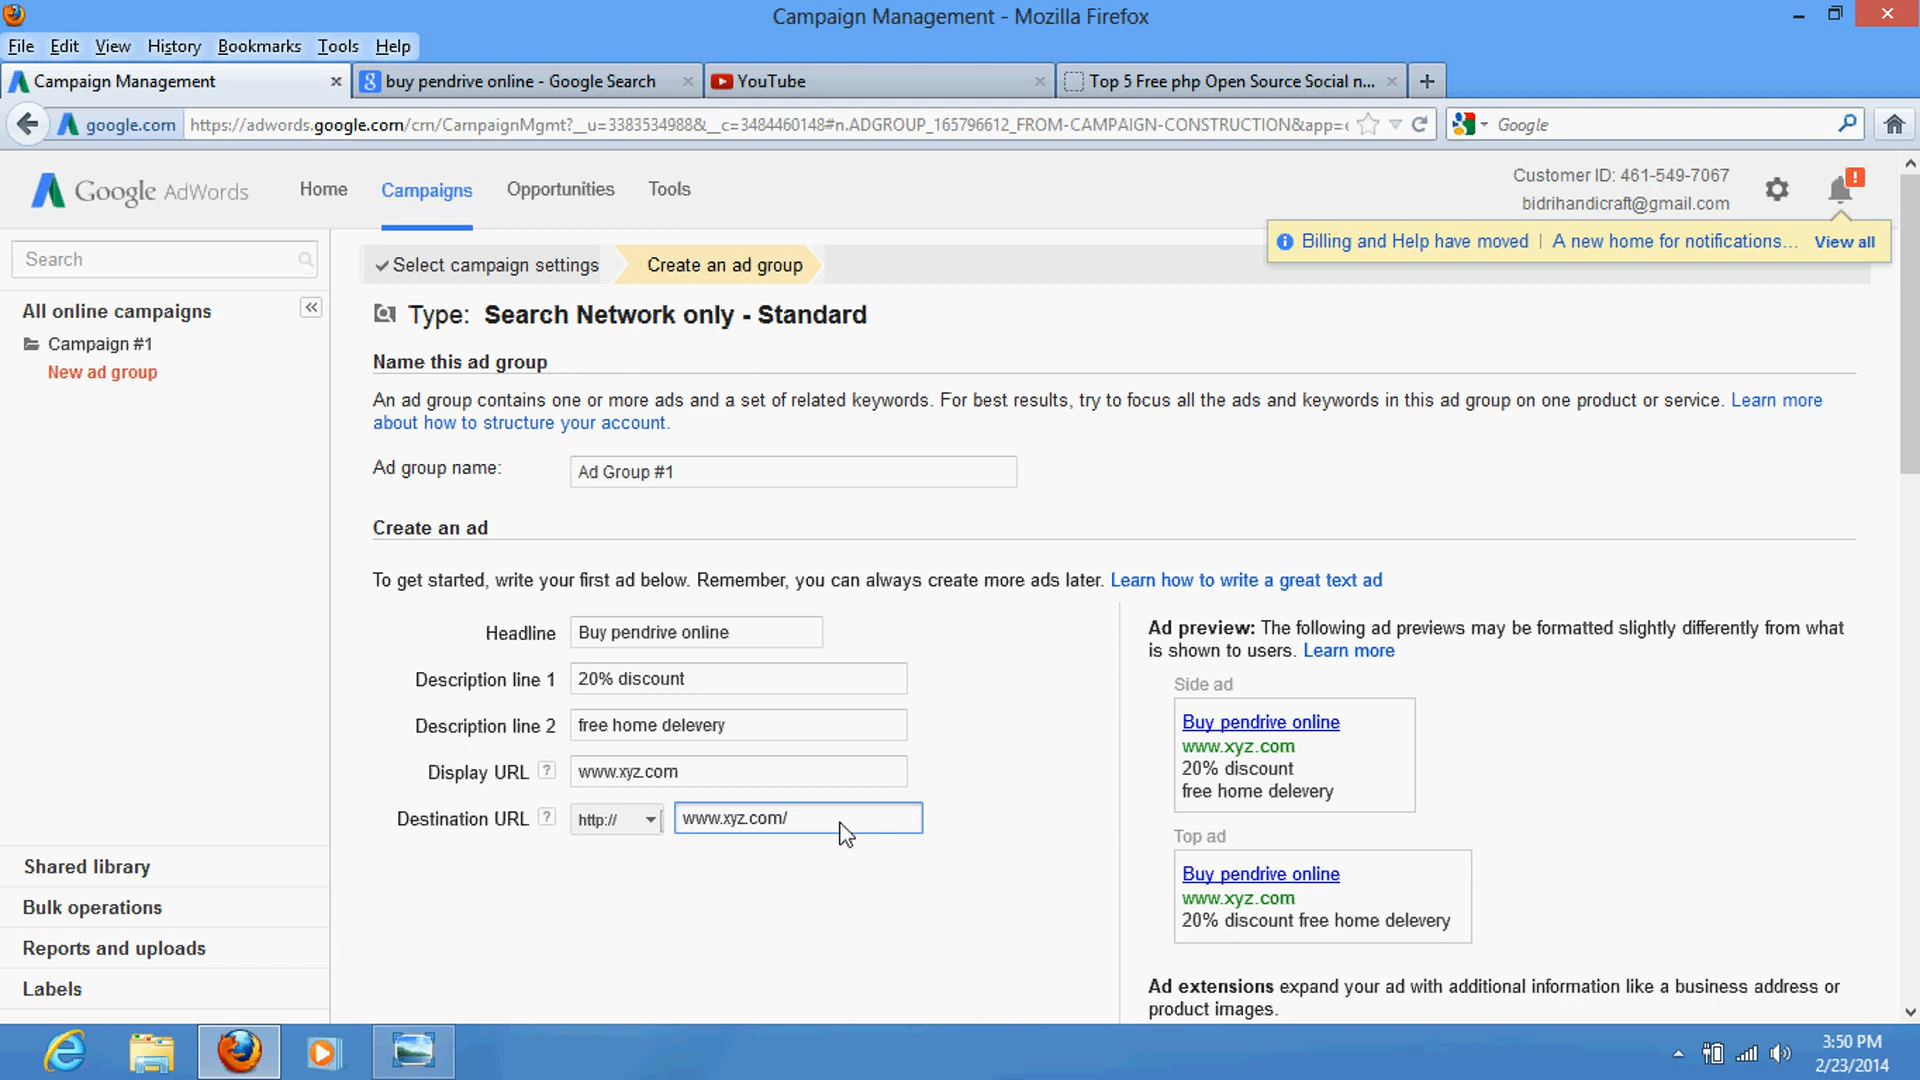 Campaign Management - Mozilla Firefox
File Edit View History Bookmarks Tools Help
Campaign Management
buy pendrive online - Google Search
YouTube
Top 5 Free php Open Source Social n...
google.com
https://adwords.google.com/cm/CampaignMgmt?__u=3383534988&__c=3484460148#n.ADGROUP_165796612_FROM-CAMPAIGN-CONSTRUCTION&app=c
Google
Google AdWords
Home
Campaigns
Opportunities
Tools
Customer ID: 461-549-7067
bidrihandicraft@gmail.com
Billing and Help have moved | A new home for notifications... View all
Search
All online campaigns
Campaign #1
New ad group
Shared library
Bulk operations
Reports and uploads
Labels
Select campaign settings
Create an ad group
Type: Search Network only - Standard
Name this ad group
An ad group contains one or more ads and a set of related keywords. For best results, try to focus all the ads and keywords in this ad group on one product or service. Learn more
about how to structure your account.
Ad group name: Ad Group #1
Create an ad
To get started, write your first ad below. Remember, you can always create more ads later. Learn how to write a great text ad
Headline Buy pendrive online
Description line 1 20% discount
Description line 2 free home delevery
Display URL ? www.xyz.com
Destination URL ? http:// www.xyz.com/
Ad preview: The following ad previews may be formatted slightly differently from what
is shown to users. Learn more
Side ad
Buy pendrive online
www.xyz.com
20% discount
free home delevery
Top ad
Buy pendrive online
www.xyz.com
20% discount free home delevery
Ad extensions expand your ad with additional information like a business address or
product images.
3:50 PM
2/23/2014